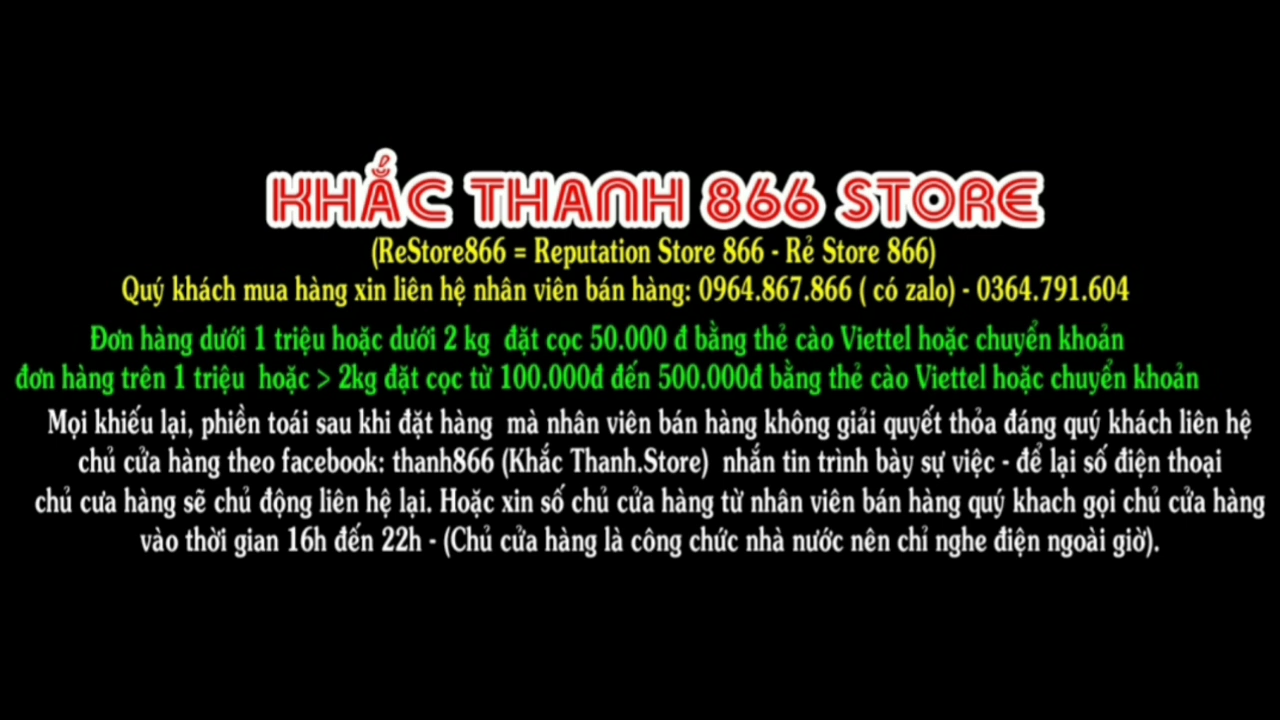 KHẮC THANH 866 STORE
(ReStore866 = Reputation Store 866 - Rẻ Store 866)
Quý khách mua hàng xin liên hệ nhân viên bán hàng: 0964.867.866 ( có zalo) - 0364.791.604
Đơn hàng dưới 1 triệu hoặc dưới 2 kg đặt cọc 50.000 đ bằng thẻ cào Viettel hoặc chuyển khoản
đơn hàng trên 1 triệu hoặc > 2kg đặt cọc từ 100.000đ đến 500.000đ bằng thẻ cào Viettel hoặc chuyển khoản
Mọi khiếu lại, phiền toái sau khi đặt hàng mà nhân viên bán hàng không giải quyết thỏa đáng quý khách liên hệ
chủ cửa hàng theo facebook: thanh866 (Khắc Thanh.Store) nhắn tin trình bày sự việc - để lại số điện thoại
chủ cưa hàng sẽ chủ động liên hệ lại. Hoặc xin số chủ cửa hàng từ nhân viên bán hàng quý khach gọi chủ cửa hàng
vào thời gian 16h đến 22h - (Chủ cửa hàng là công chức nhà nước nên chỉ nghe điện ngoài giờ).